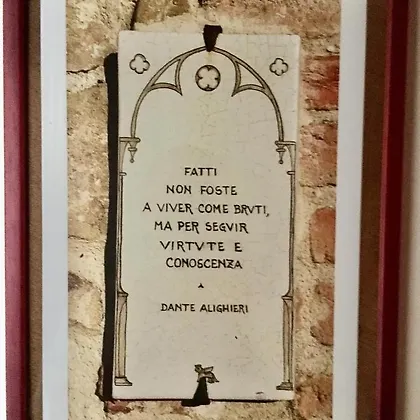 FATTI
NON FOSTE
A VIVER COME BRVTI,
MA PER SEGVIR
VIRTVTE E
CONOSCENZA
DANTE ALIGHIERI